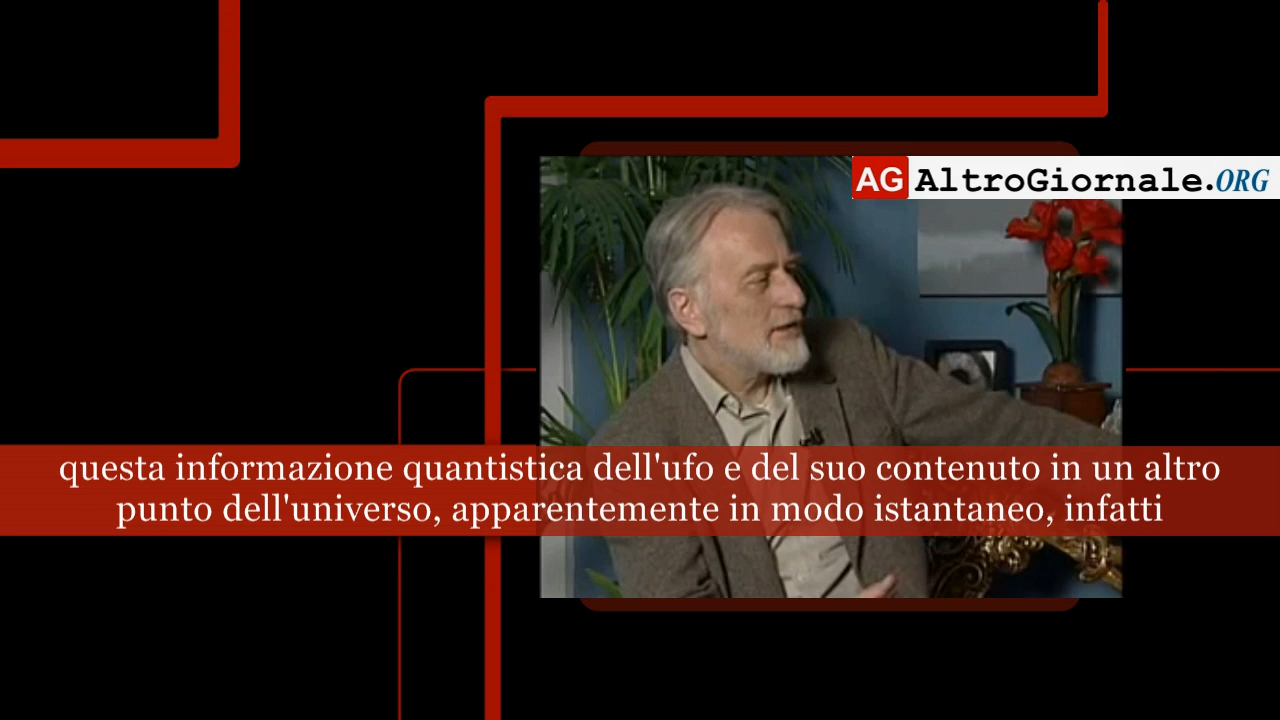 AG AltroGiornale.ORG
questa informazione quantistica dell'ufo e del suo contenuto in un altro
punto dell'universo, apparentemente in modo istantaneo, infatti